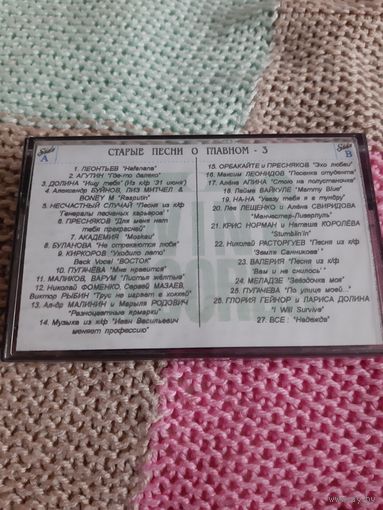 Side
A
СТАРЫЕ ПЕСНИ О ГЛАВНОМ - 3
Side
B
1. ЛЕОНТЬЕВ "Hafanana"
2. АГУТИН "Где-то далеко"
3. ДОЛИНА "Ищу тебя" (Из к/ф "31 июня")
4. Александр БУЙНОВ, ЛИЗ МИТЧЕЛ &
BONEY M "Rasputin"
5. НЕСЧАСТНЫЙ СЛУЧАЙ "Песня из к/ф
Генералы песчаных карьеров"
6. ПРЕСНЯКОВ "Для меня нет
тебя прекрасней"
7. АКАДЕМИЯ "Moskau"
8. БУЛАНОВА "Не отрекаются любя"
9. КИРКОРОВ "Уходило лето"
Back Vocal "ВОСТОК"
10. ПУГАЧЁВА "Мне нравится"
11. МАЛИКОВ, ВАРУМ "Листья жёлтые"
12. Николай ФОМЕНКО, Сергей МАЗАЕВ,
Виктор РЫБИН "Трус не играет в хоккей"
13. Ал-др МАЛИНИН и Марыля РОДОВИЧ
"Разноцветные ярмарки"
14. Музыка из к/ф "Иван Васильевич
меняет профессию"
15. ОРБАКАЙТЕ и ПРЕСНЯКОВ "Эхо любви"
16. Максим ЛЕОНИДОВ "Песенка студента"
17. Алёна АПИНА "Стою на полустаночке"
18. Лайма ВАЙКУЛЕ "Mammy Blue"
19. НА-НА "Увезу тебя я в тундру"
20. Лев ЛЕЩЕНКО и Алёна СВИРИДОВА
"Манчестер-Ливерпуль"
21. КРИС НОРМАН и Наташа КОРОЛЁВА
"Stumblin'in"
22. Николай РАСТОРГУЕВ "Песня из к/ф
"Земля Санникова"
23. ВАЛЕРИЯ "Песня из к/ф
"Вам и не снилось"
24. МЕЛАДЗЕ "Звёздочка моя"
25. ПУГАЧЁВА "По улице моей..."
26. ГЛОРИЯ ГЕЙНОР и ЛАРИСА ДОЛИНА
"I Will Survive"
27. ВСЕ : "Надежда"